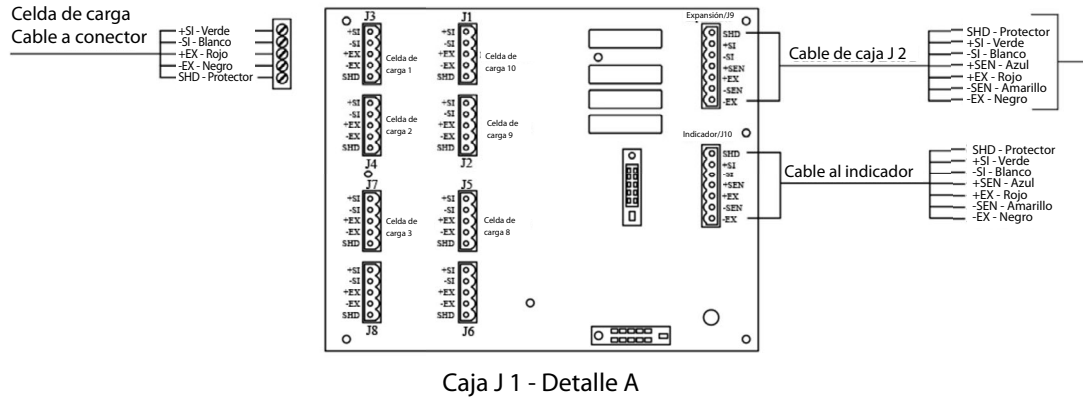 Celda de carga
Cable a conector
+SI - Verde
-SI - Blanco
+EX - Rojo
-EX - Negro
SHD - Protector
J3
+SI
-SI
+EX
-EX
SHD
Celda de
carga 1
J1
+SI
-SI
+EX
-EX
SHD
Celda de
carga 10
+SI
-SI
+EX
-EX
SHD
J4
Celda de
carga 2
+SI
-SI
+EX
-EX
SHD
J2
Celda de
carga 9
J7
+SI
-SI
+EX
-EX
SHD
Celda de
carga 3
J5
+SI
-SI
+EX
-EX
SHD
Celda de
carga 8
+SI
-SI
+EX
-EX
SHD
J8
+SI
-SI
+EX
-EX
SHD
J6
Expansión/J9
SHD
+SI
-SI
+SEN
+EX
-SEN
-EX
Cable de caja J 2
SHD - Protector
+SI - Verde
-SI - Blanco
+SEN - Azul
+EX - Rojo
-SEN - Amarillo
-EX - Negro
Indicador/J10
SHD
+SI
-SI
+SEN
+EX
-SEN
-EX
Cable al indicador
SHD - Protector
+SI - Verde
-SI - Blanco
+SEN - Azul
+EX - Rojo
-SEN - Amarillo
-EX - Negro
Caja J 1 - Detalle A